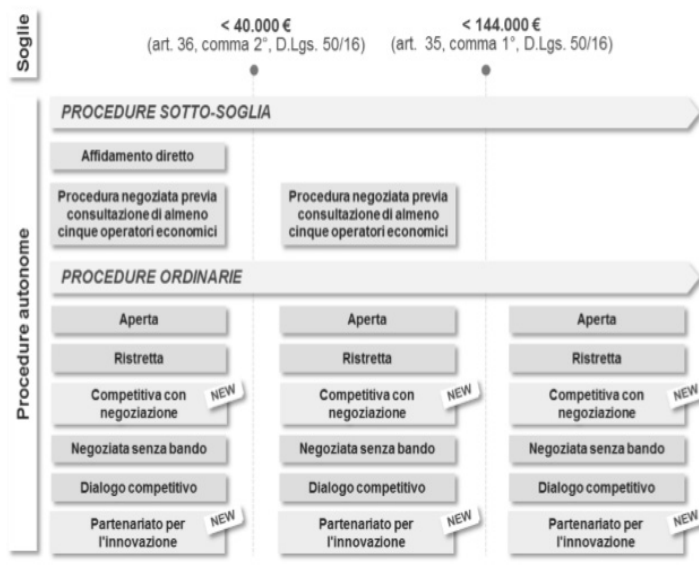 Soglie
< 40.000 €
(art. 36, comma 2°, D.Lgs. 50/16)
< 144.000 €
(art. 35, comma 1°, D.Lgs. 50/16)
Procedure autonome
PROCEDURE SOTTO-SOGLIA
Affidamento diretto
Procedura negoziata previa
consultazione di almeno
cinque operatori economici
Procedura negoziata previa
consultazione di almeno
cinque operatori economici
PROCEDURE ORDINARIE
Aperta
Aperta
Aperta
Ristretta
Ristretta
Ristretta
Competitiva con
negoziazione
NEW
Competitiva con
negoziazione
NEW
Competitiva con
negoziazione
NEW
Negoziata senza bando
Negoziata senza bando
Negoziata senza bando
Dialogo competitivo
Dialogo competitivo
Dialogo competitivo
Partenariato per
l'innovazione
NEW
Partenariato per
l'innovazione
NEW
Partenariato per
l'innovazione
NEW